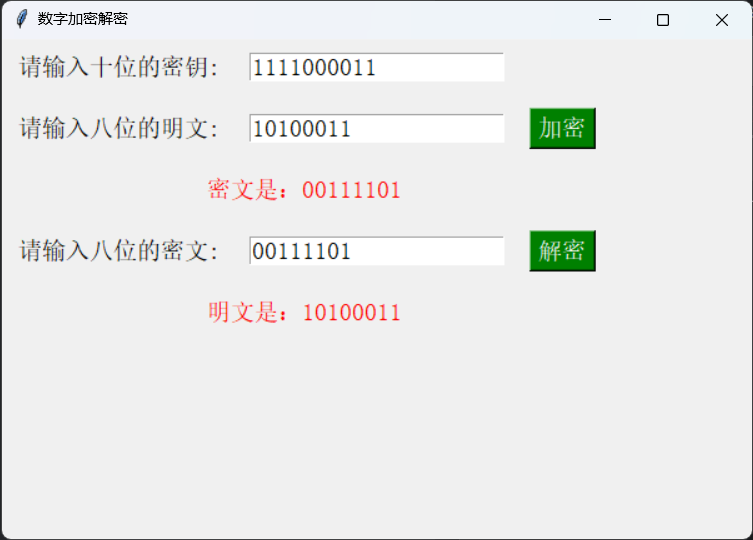 数字加密解密
请输入十位的密钥: 1111000011
请输入八位的明文: 10100011 加密
密文是：00111101
请输入八位的密文: 00111101 解密
明文是：10100011